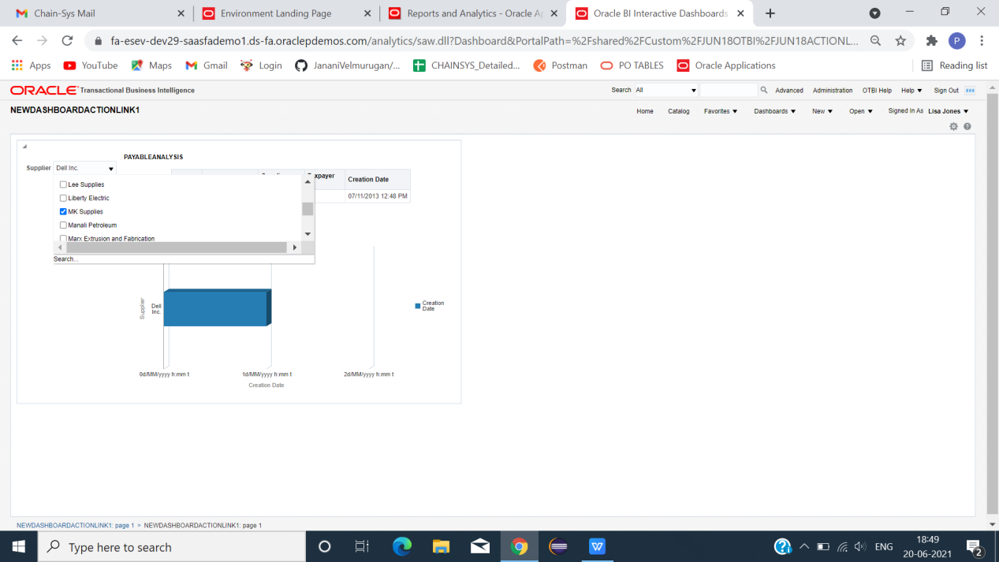 Chain-Sys Mail
Environment Landing Page
Reports and Analytics - Oracle Ap
Oracle BI Interactive Dashboards
fa-esev-dev29-saasfademo1.ds-fa.oraclepdemos.com/analytics/saw.dll?Dashboard&PortalPath=%2Fshared%2FCustom%2FJUN18OTBI%2FJUN18ACTIONL...
P
Apps
YouTube
Maps
Gmail
Login
JananiVelmurugan/...
CHAINSYS_Detailed...
Postman
PO TABLES
Oracle Applications
Reading list
ORACLE Transactional Business Intelligence
Search All
Advanced
Administration
OTBI Help
Help
Sign Out
NEWDASHBOARDACTIONLINK1
Home
Catalog
Favorites
Dashboards
New
Open
Signed In As Lisa Jones
PAYABLEANALYSIS
Supplier Dell Inc.
xpayer
Creation Date
07/11/2013 12:48 PM
Lee Supplies
Liberty Electric
MK Supplies
Manali Petroleum
Marx Extrusion and Fabrication
Search...
Supplier
Dell
Inc.
Creation
Date
0d/MM/yyyy h:mm t
1d/MM/yyyy h:mm t
2d/MM/yyyy h:mm t
Creation Date
NEWDASHBOARDACTIONLINK1: page 1 > NEWDASHBOARDACTIONLINK1: page 1
Type here to search
W
ENG
18:49
20-06-2021
2